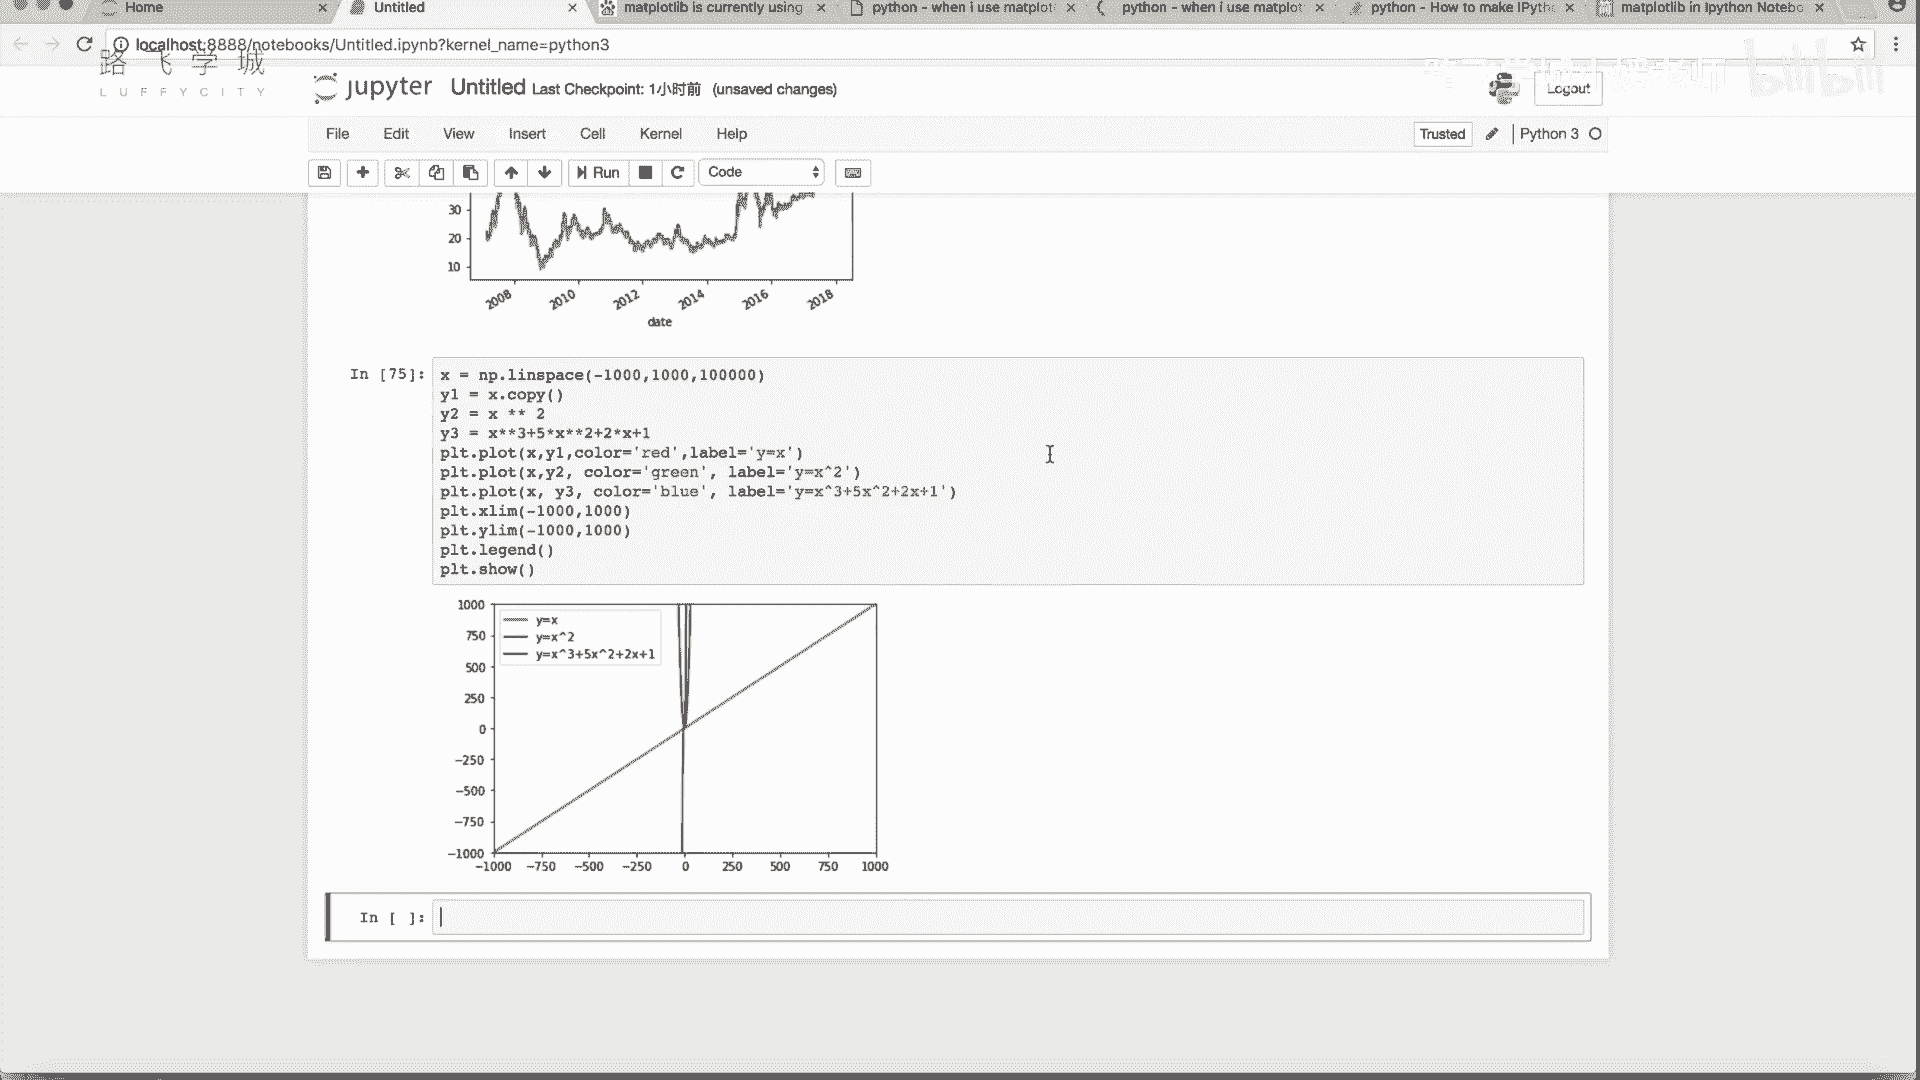 Home
Untitled
matplotlib is currently using
python - when i use matplot
python - when i use matplot
python - How to make IPyth
matplotlib in Ipython Notebo
localhost:8888/notebooks/Untitled.ipynb?kernel_name=python3
路飞学城
LUFFYCITY
bilibili
jupyter Untitled Last Checkpoint: 1小时前 (unsaved changes)
Logout
File Edit View Insert Cell Kernel Help
Trusted
Python 3
Run
Code
30
20
10
2008 2010 2012 2014 2016 2018
date
In [75]:
x = np.linspace(-1000,1000,100000)
y1 = x.copy()
y2 = x ** 2
y3 = x**3+5*x**2+2*x+1
plt.plot(x,y1,color='red',label='y=x')
plt.plot(x,y2, color='green', label='y=x^2')
plt.plot(x, y3, color='blue', label='y=x^3+5x^2+2x+1')
plt.xlim(-1000,1000)
plt.ylim(-1000,1000)
plt.legend()
plt.show()
1000
750
500
250
0
−250
−500
−750
−1000
y=x
y=x^2
y=x^3+5x^2+2x+1
−1000 −750 −500 −250 0 250 500 750 1000
In [ ]: